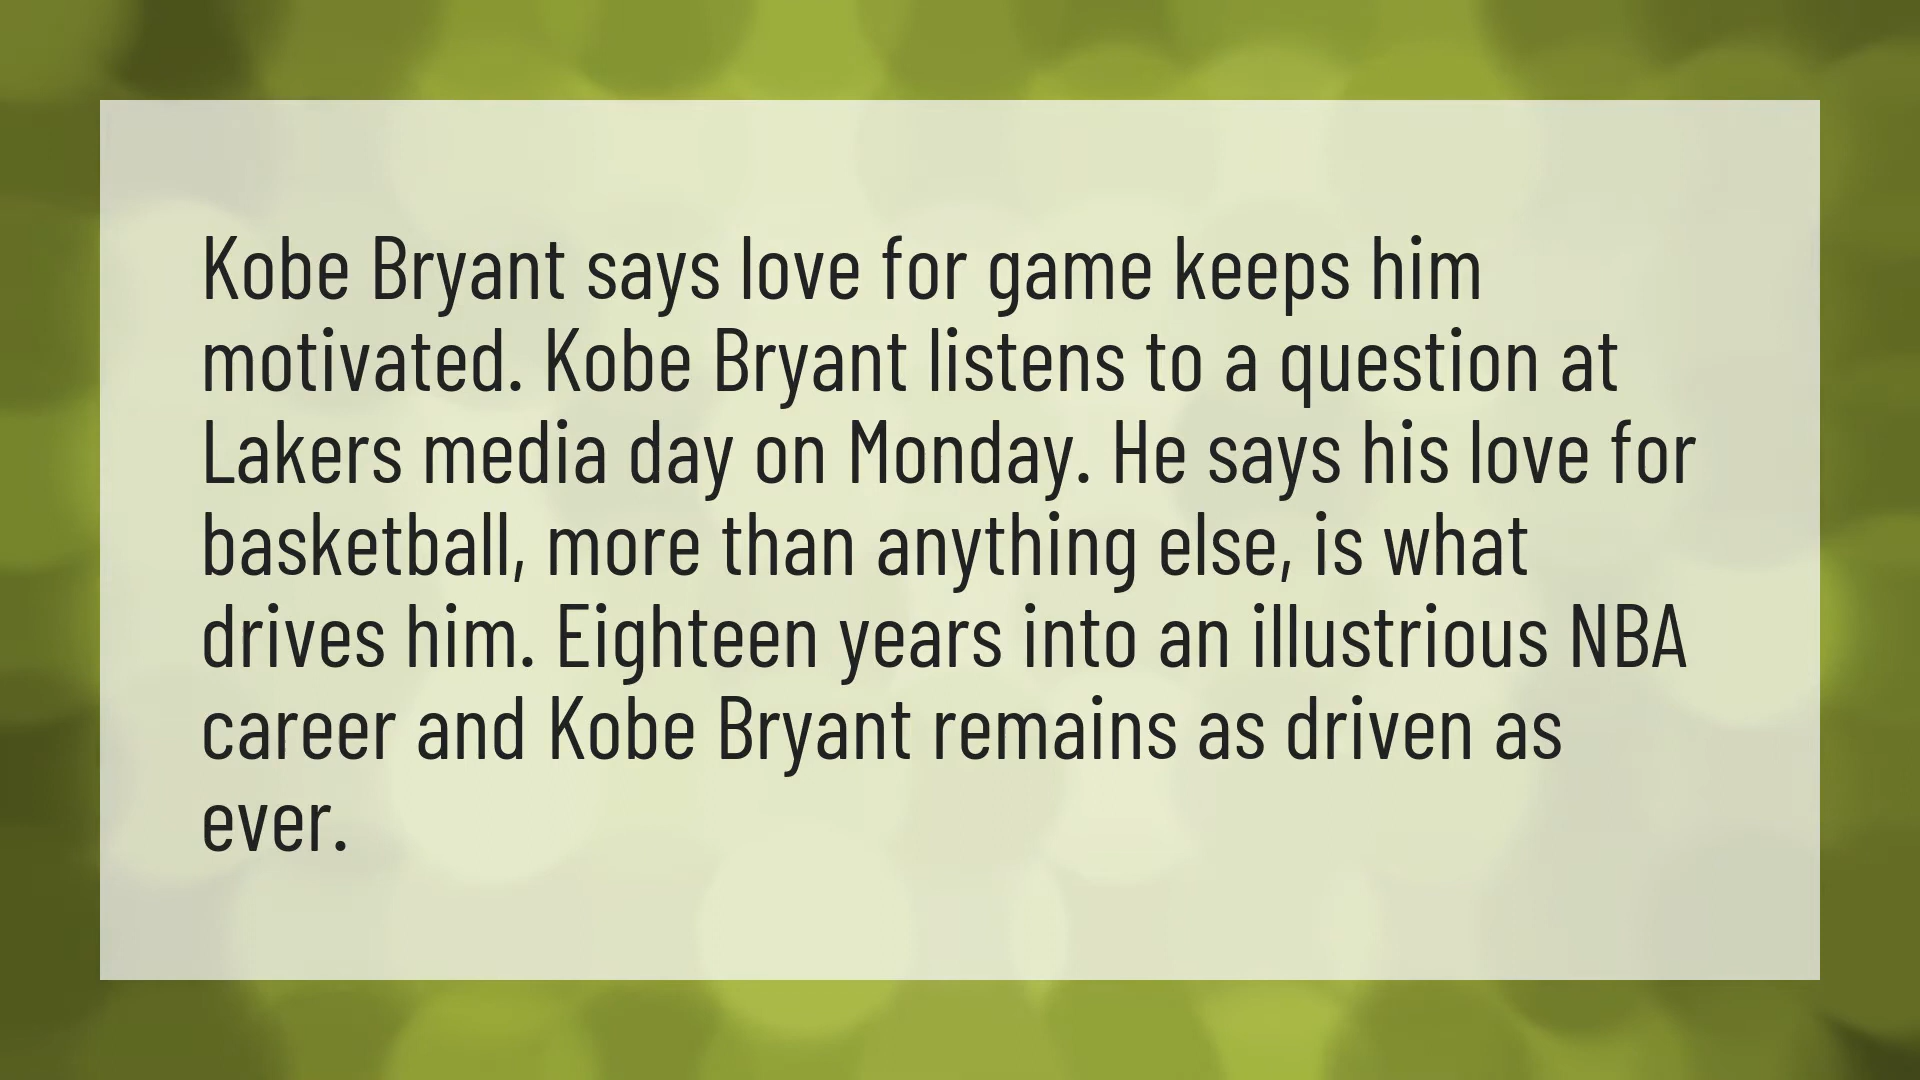 Kobe Bryant says love for game keeps him
motivated. Kobe Bryant listens to a question at
Lakers media day on Monday. He says his love for
basketball, more than anything else, is what
drives him. Eighteen years into an illustrious NBA
career and Kobe Bryant remains as driven as
ever.